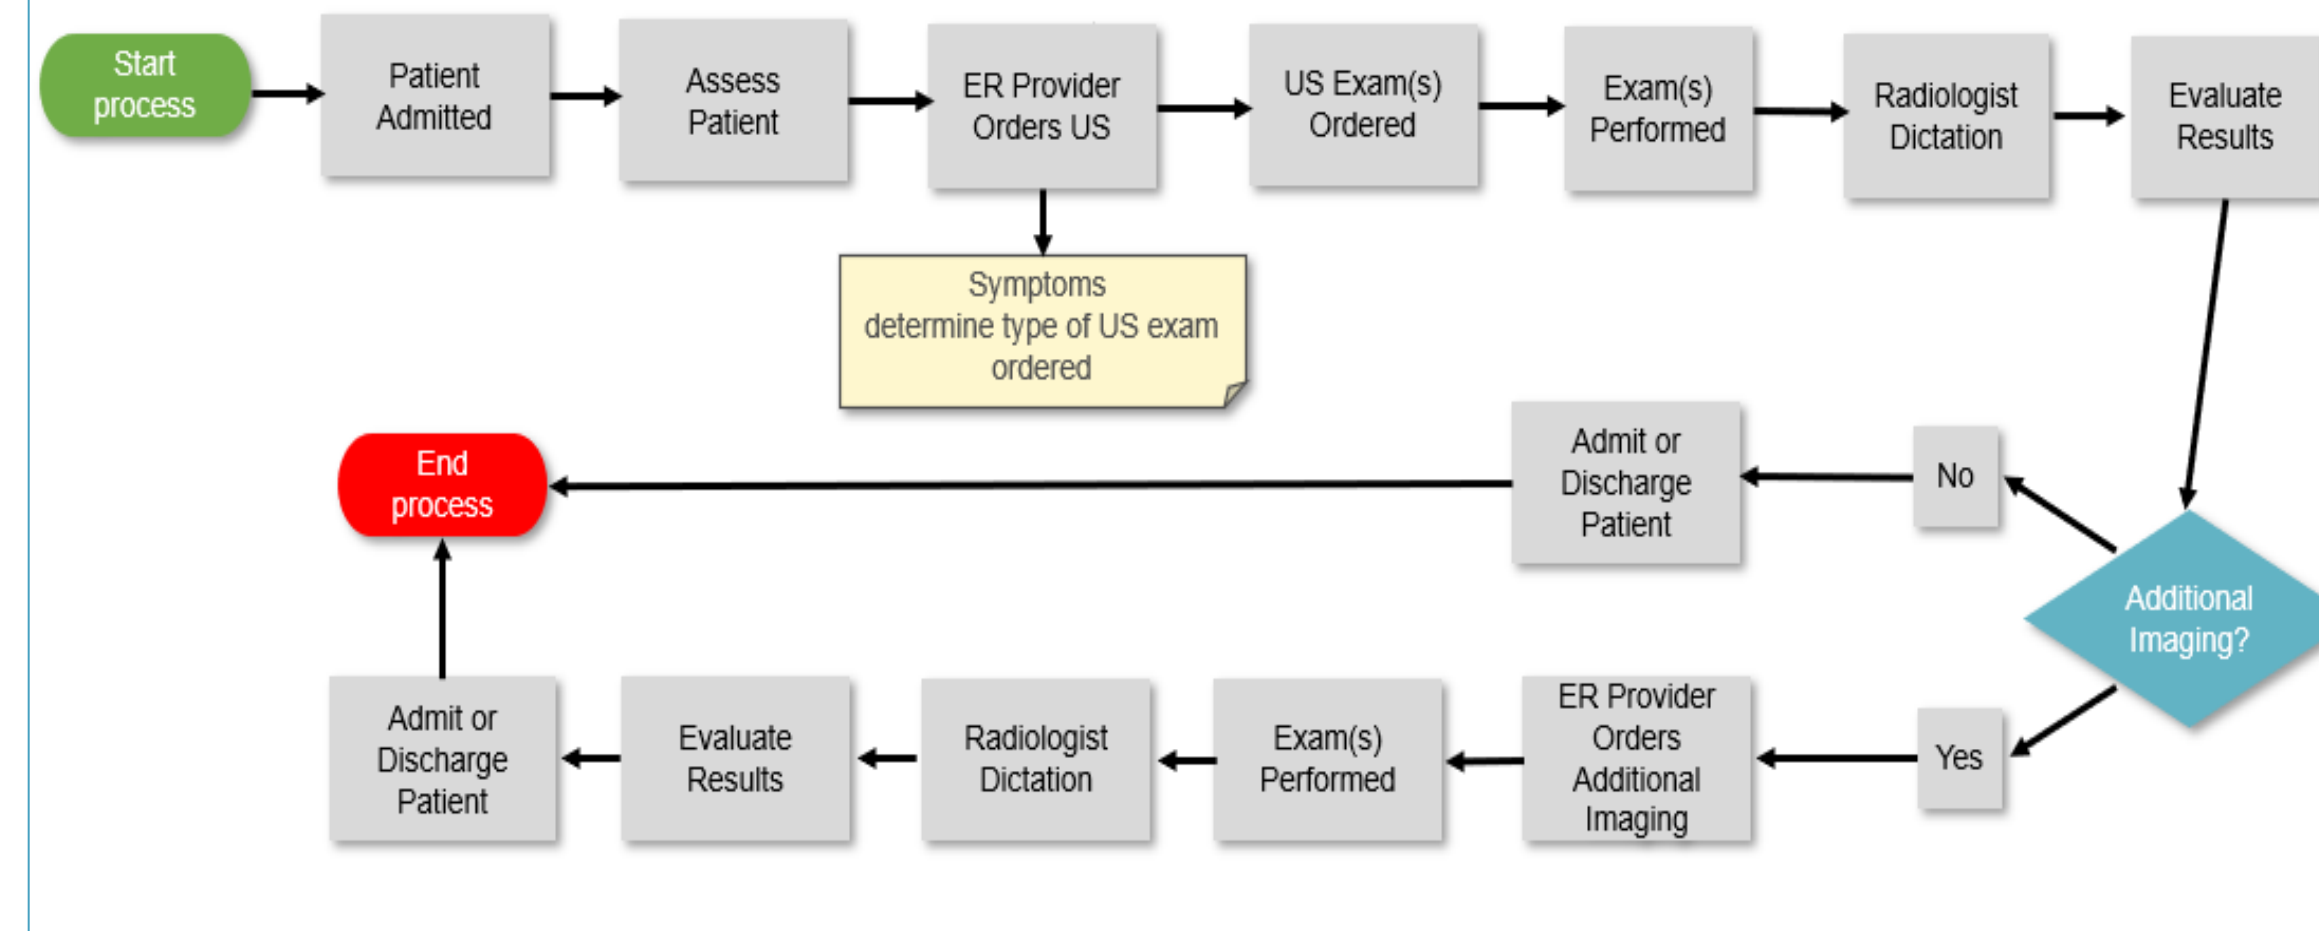 Start
process
Patient
Admitted
Assess
Patient
ER Provider
Orders US
US Exam(s)
Ordered
Exam(s)
Performed
Radiologist
Dictation
Evaluate
Results
Symptoms
determine type of US exam
ordered
End
process
Admit or
Discharge
Patient
No
Additional
Imaging?
Admit or
Discharge
Patient
Evaluate
Results
Radiologist
Dictation
Exam(s)
Performed
ER Provider
Orders
Additional
Imaging
Yes